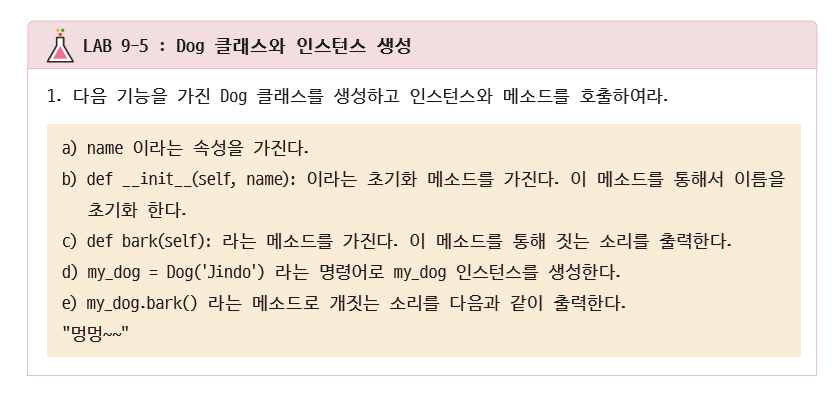 LAB 9-5 : Dog 클래스와 인스턴스 생성
1. 다음 기능을 가진 Dog 클래스를 생성하고 인스턴스와 메소드를 호출하여라.
a) name 이라는 속성을 가진다.
b) def __init__(self, name): 이라는 초기화 메소드를 가진다. 이 메소드를 통해서 이름을
초기화 한다.
c) def bark(self): 라는 메소드를 가진다. 이 메소드를 통해 짖는 소리를 출력한다.
d) my_dog = Dog('Jindo') 라는 명령어로 my_dog 인스턴스를 생성한다.
e) my_dog.bark() 라는 메소드로 개짖는 소리를 다음과 같이 출력한다.
"멍멍~~"